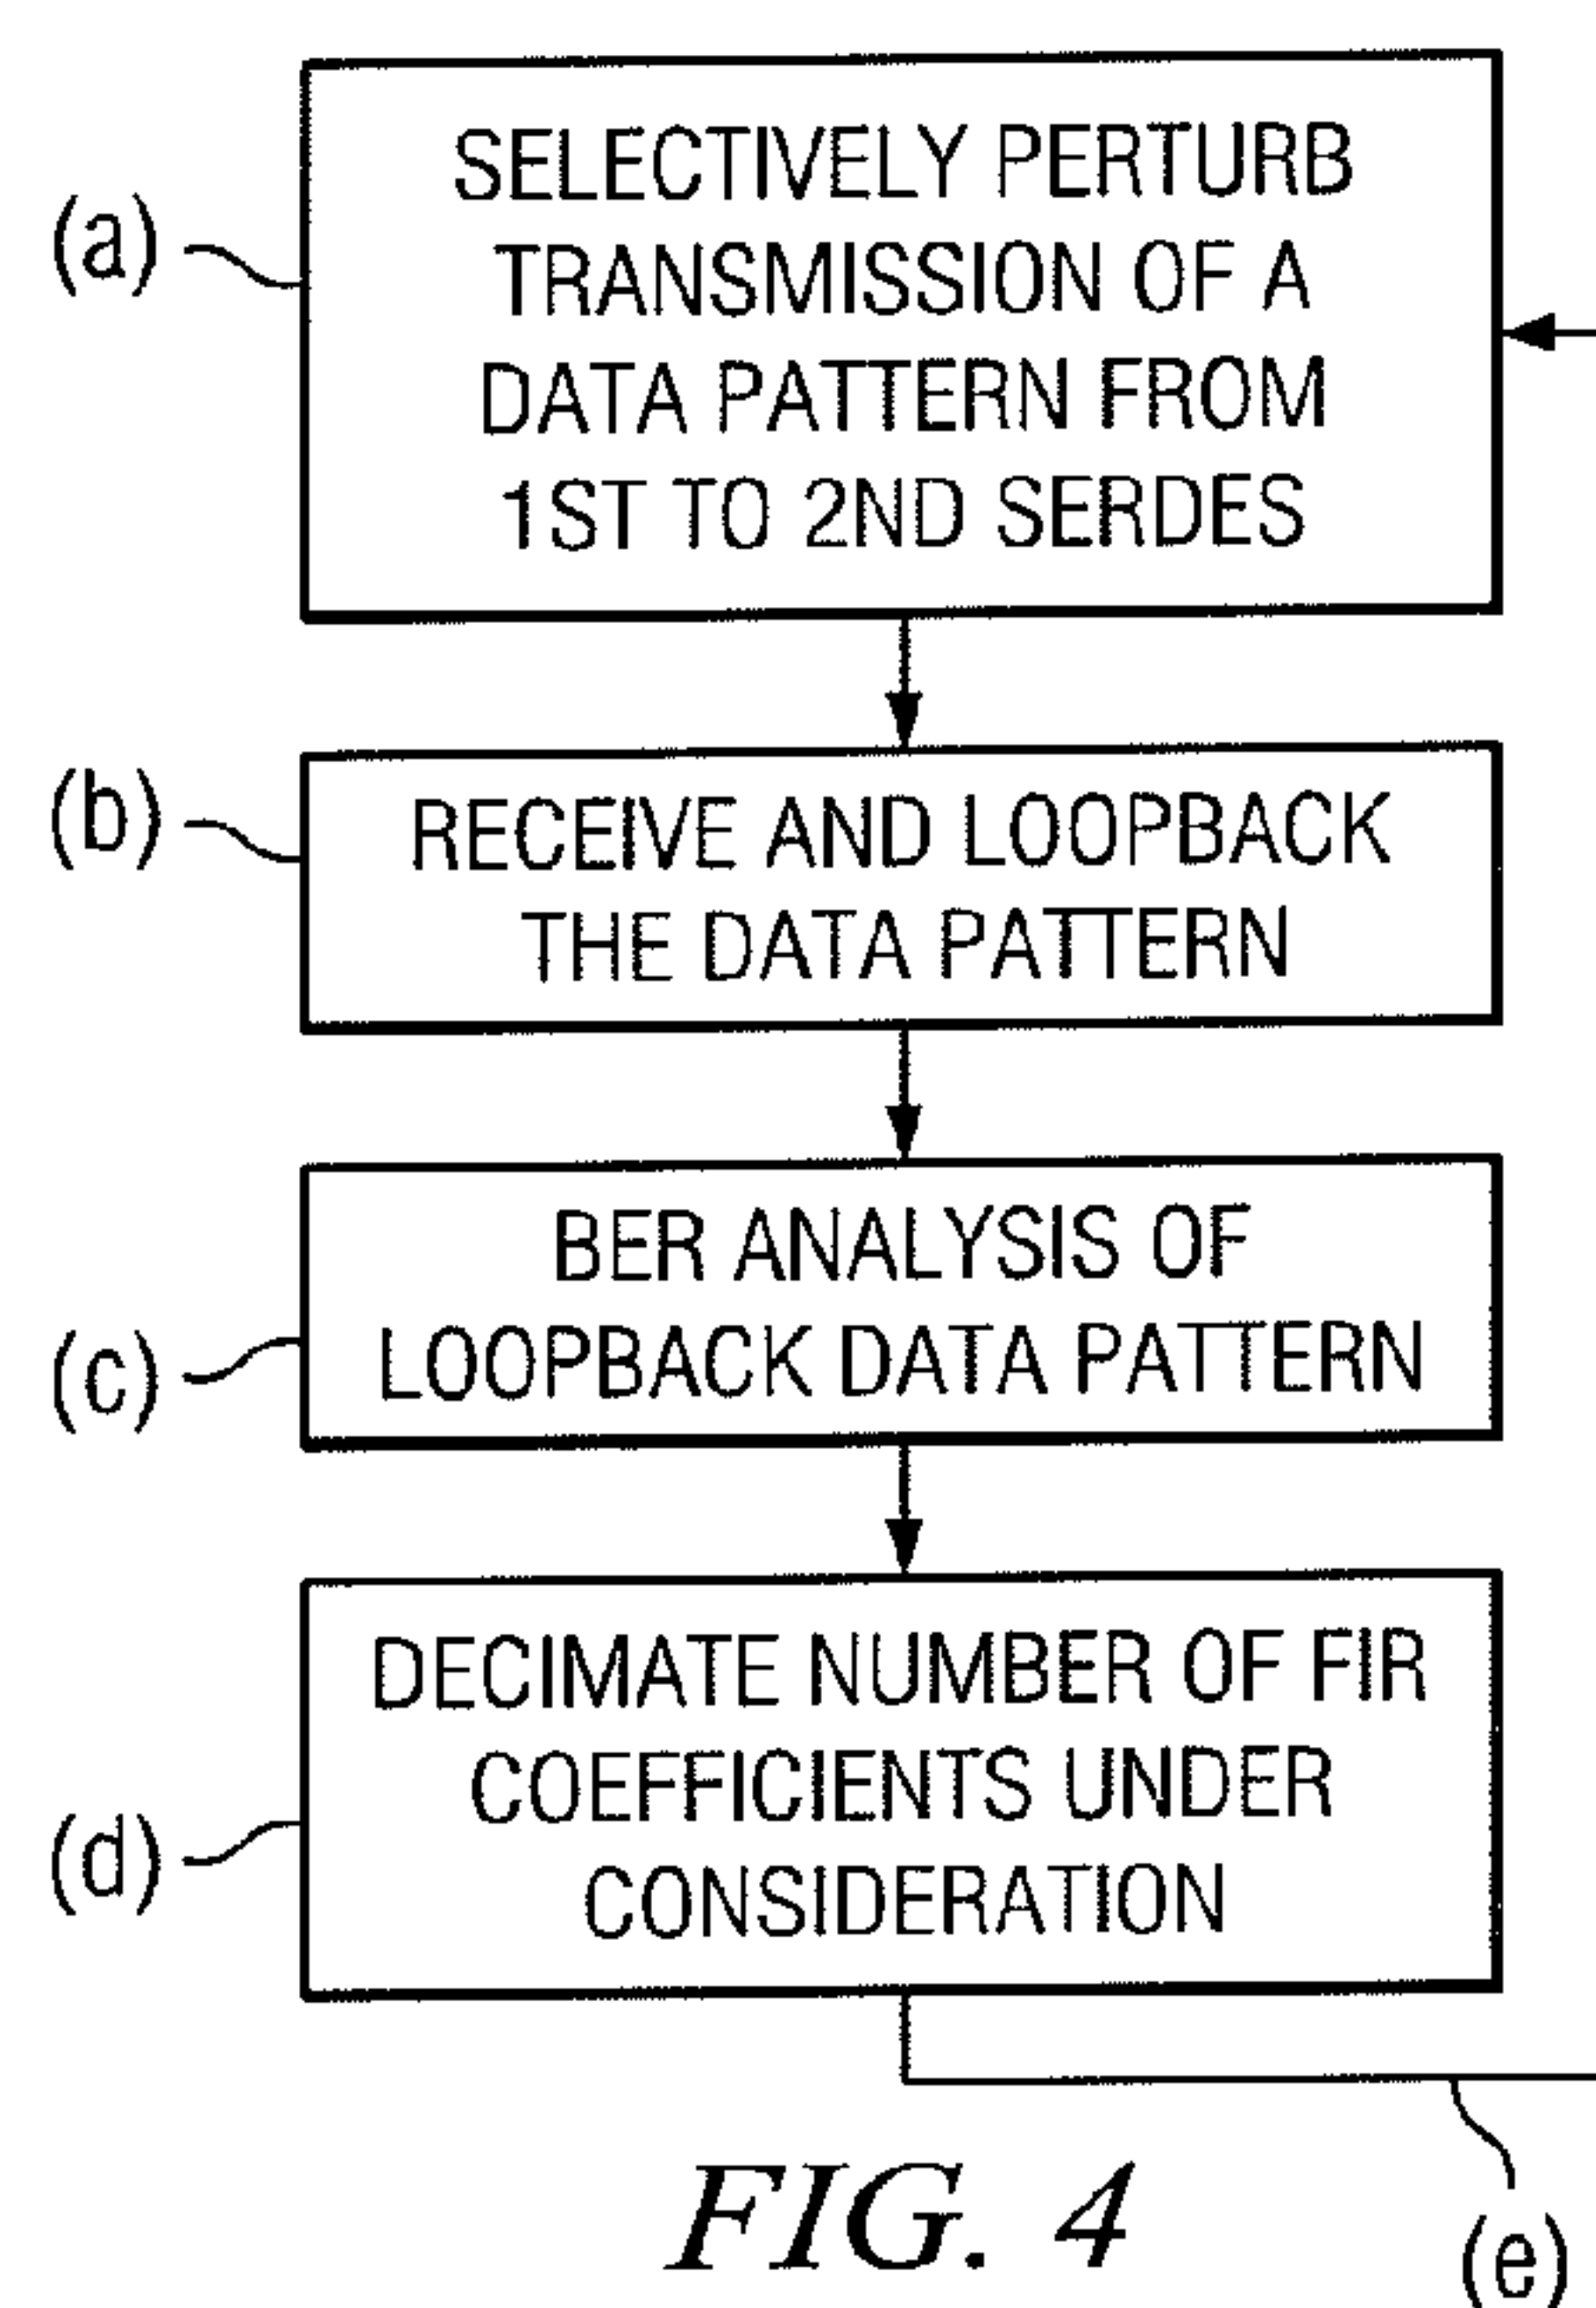 (a)
SELECTIVELY PERTURB
TRANSMISSION OF A
DATA PATTERN FROM
1ST TO 2ND SERDES
(b)
RECEIVE AND LOOPBACK
THE DATA PATTERN
(c)
BER ANALYSIS OF
LOOPBACK DATA PATTERN
(d)
DECIMATE NUMBER OF FIR
COEFFICIENTS UNDER
CONSIDERATION
(e)
FIG. 4